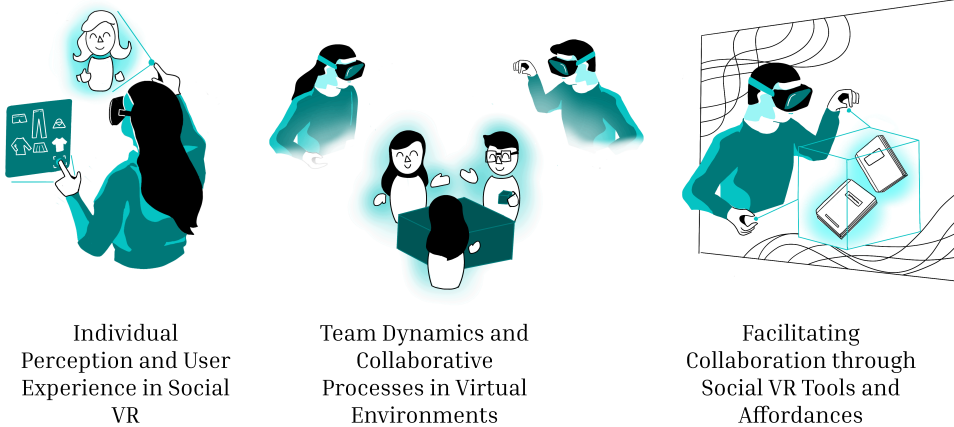 Individual
Perception and User
Experience in Social
VR
Team Dynamics and
Collaborative
Processes in Virtual
Environments
Facilitating
Collaboration through
Social VR Tools and
Affordances